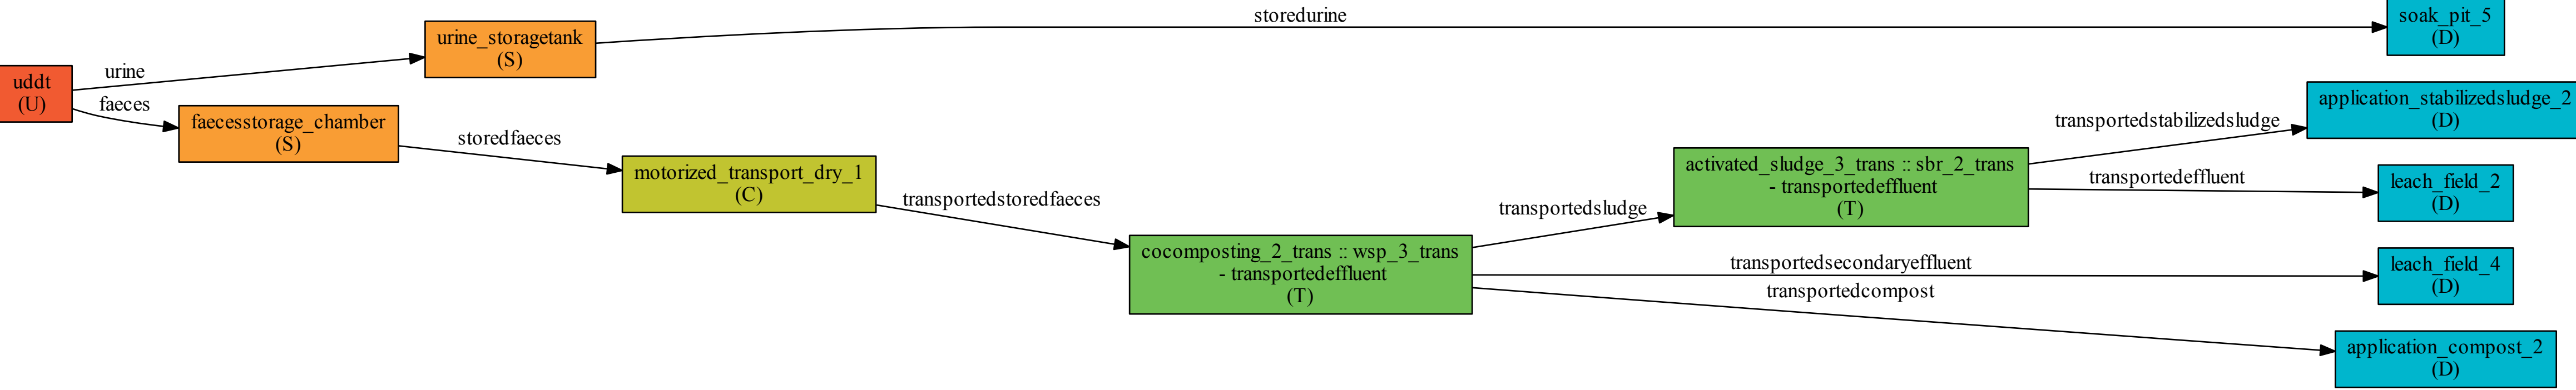 uddt
(U)
urine
faeces
urine_storagetank
(S)
faecesstorage_chamber
(S)
storedurine
storedfaeces
motorized_transport_dry_1
(C)
transportedstoredfaeces
cocomposting_2_trans :: wsp_3_trans
- transportedeffluent
(T)
transportedsludge
transportedsecondaryeffluent
transportedcompost
activated_sludge_3_trans :: sbr_2_trans
- transportedeffluent
(T)
transportedstabilizedsludge
transportedeffluent
soak_pit_5
(D)
application_stabilizedsludge_2
(D)
leach_field_2
(D)
leach_field_4
(D)
application_compost_2
(D)